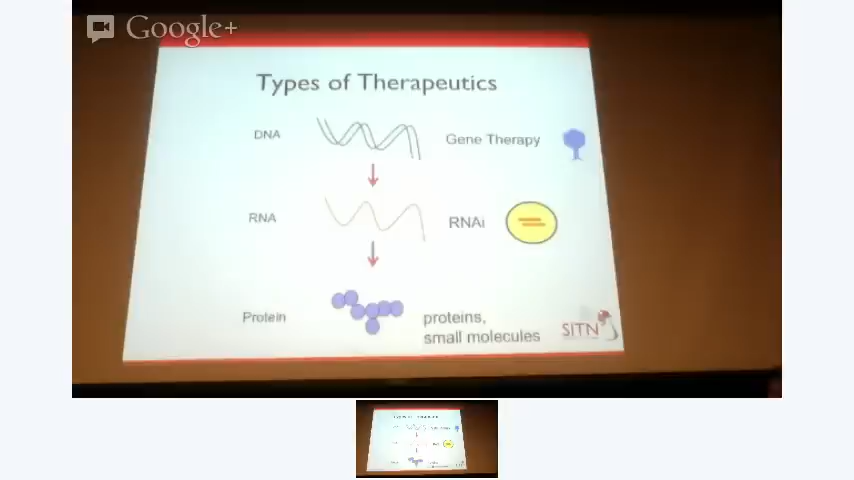 Google+
Types of Therapeutics
DNA
Gene Therapy
RNA
RNAi
Protein
proteins,
small molecules
SITN